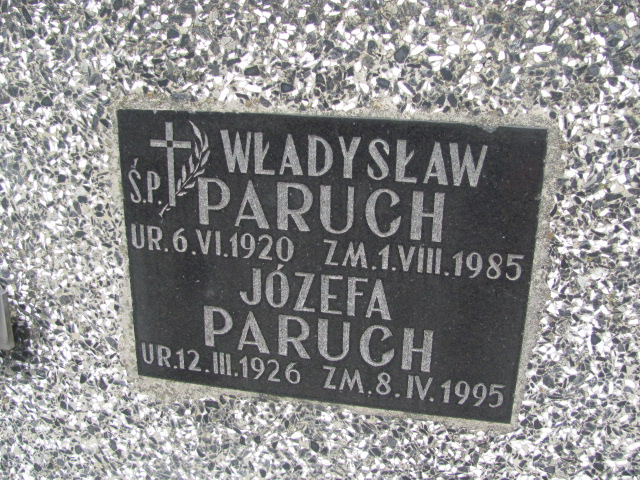 WŁADYSŁAW
Ś.P. PARUCH
UR.6.VI.1920 ZM.1.VIII.1985
JÓZEFA
PARUCH
UR.12.III.1926 ZM.8.IV.1995